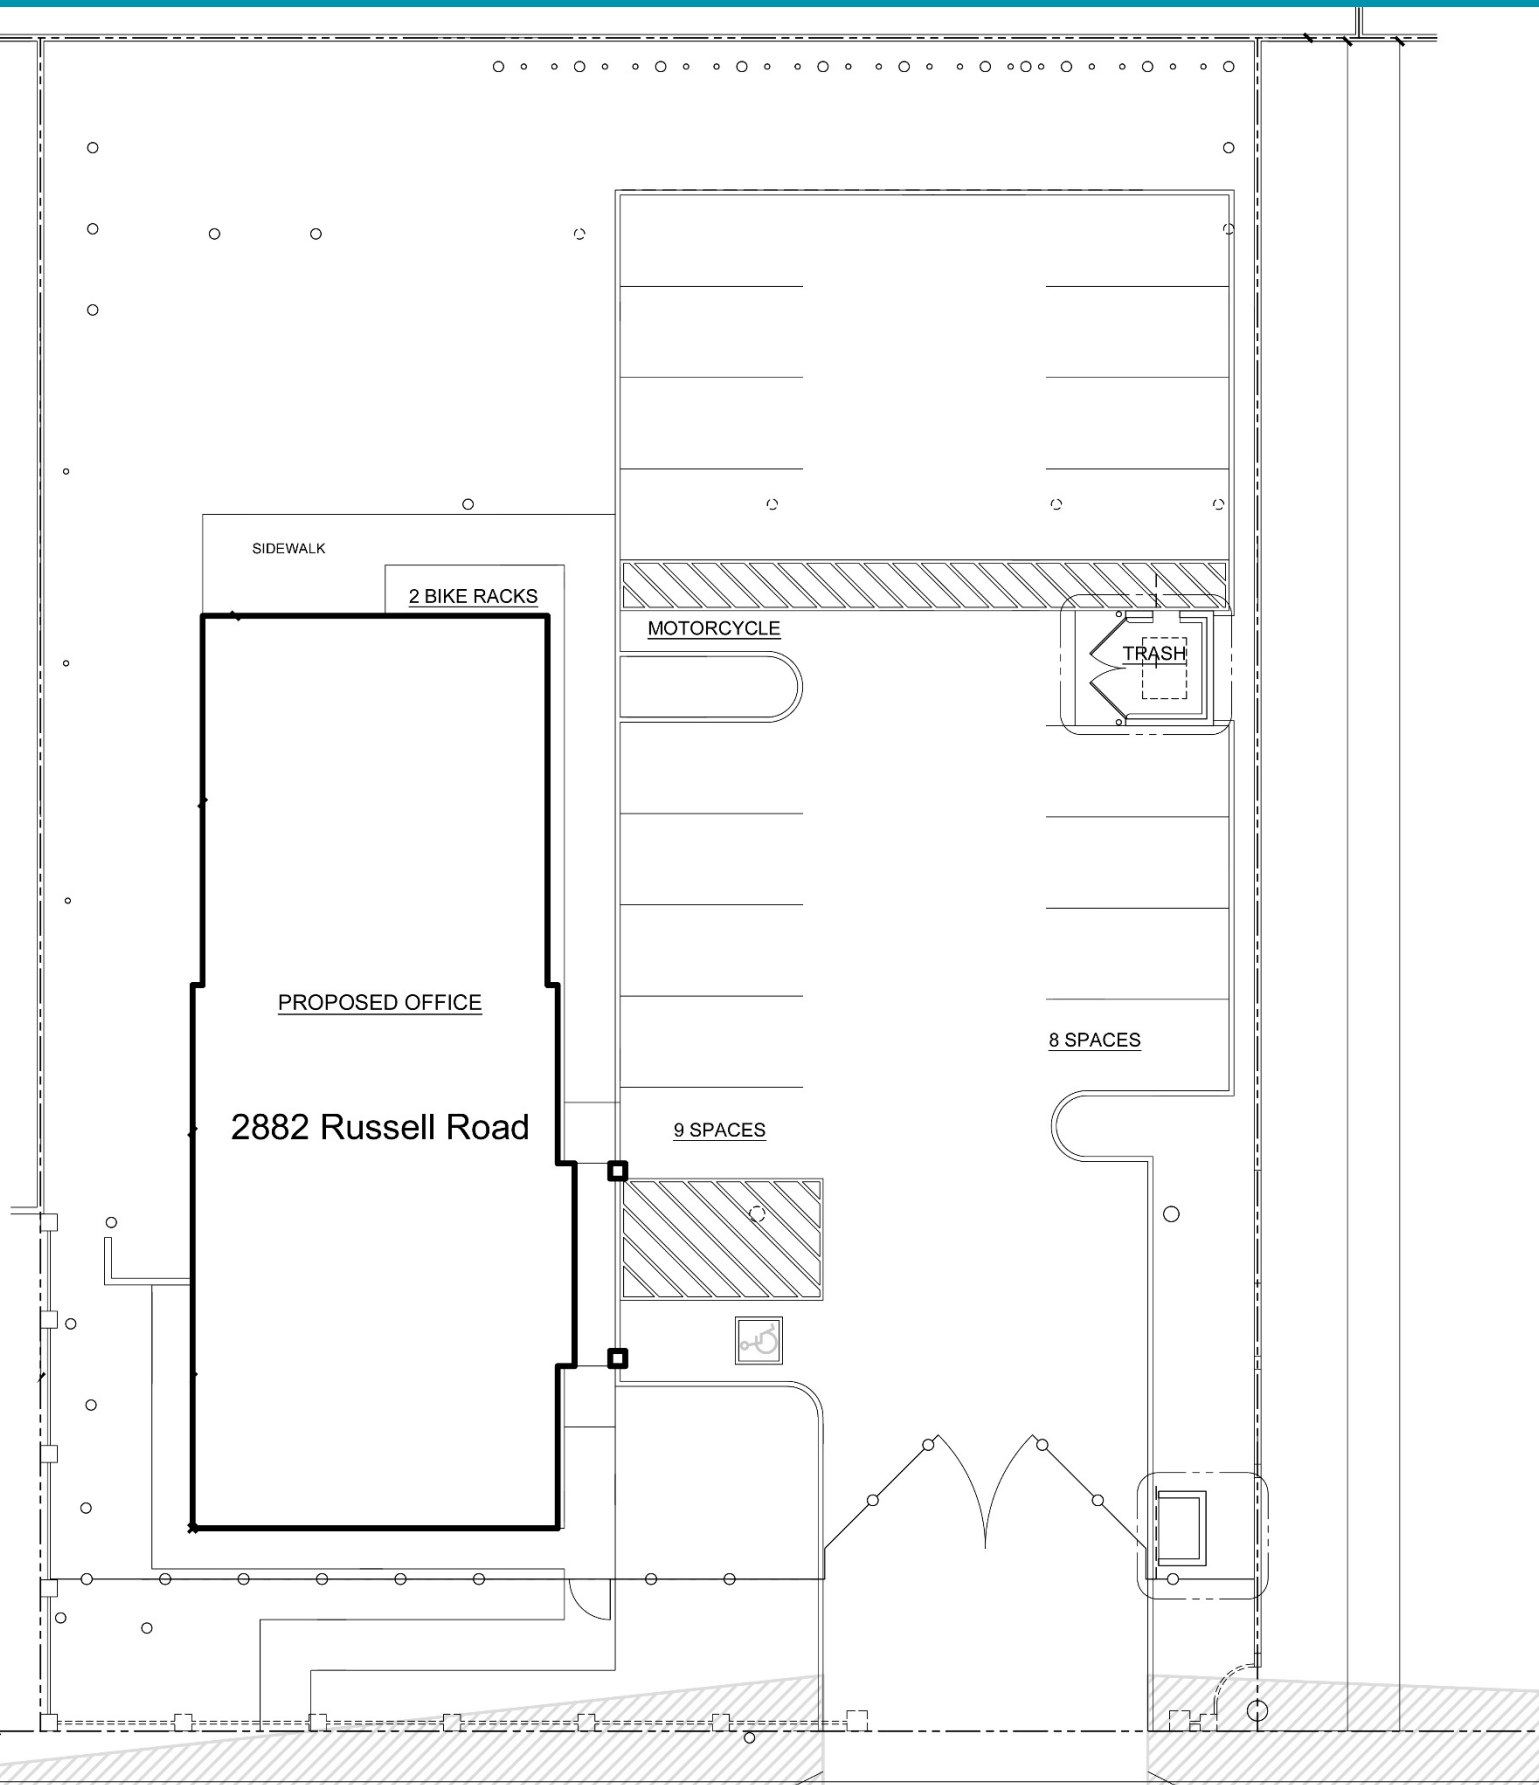 SIDEWALK
2 BIKE RACKS
MOTORCYCLE
TRASH
PROPOSED OFFICE
8 SPACES
2882 Russell Road
9 SPACES